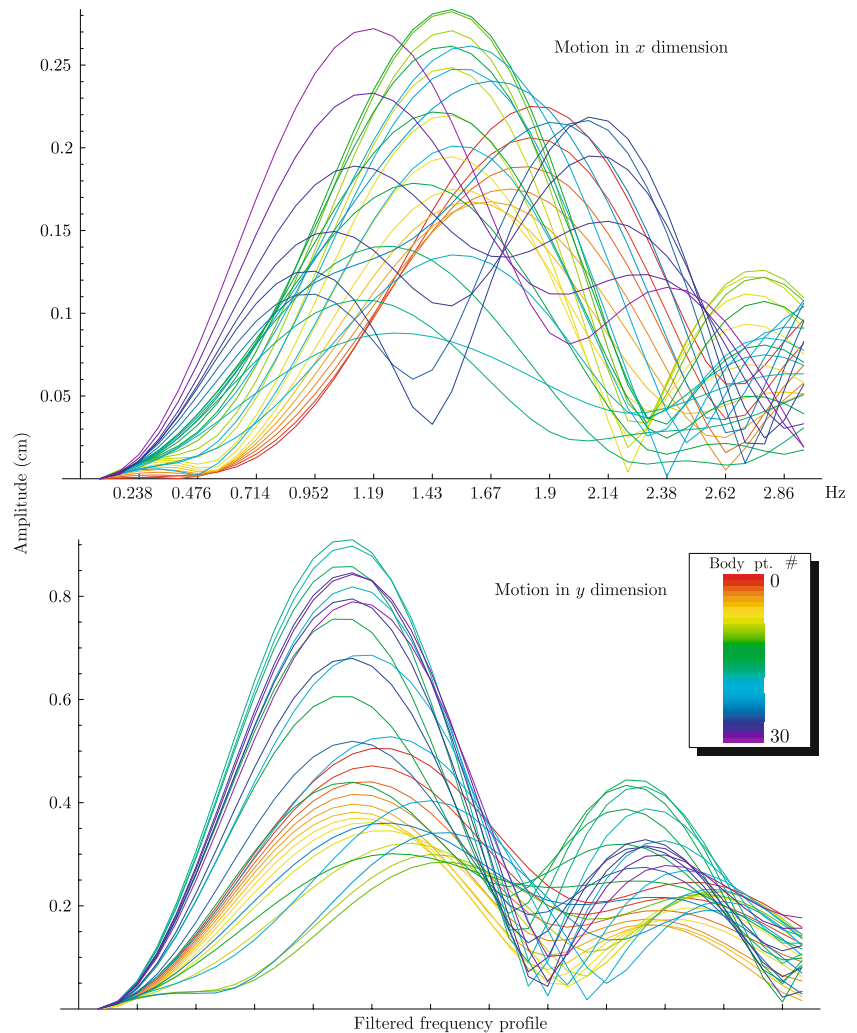 Motion in x dimension
0.25
0.2
0.15
0.1
0.05
0.238 0.476 0.714 0.952 1.19 1.43 1.67 1.9 2.14 2.38 2.62 2.86 Hz
Amplitude (cm)
Motion in y dimension
Body pt. #
0
30
0.8
0.6
0.4
0.2
Filtered frequency profile